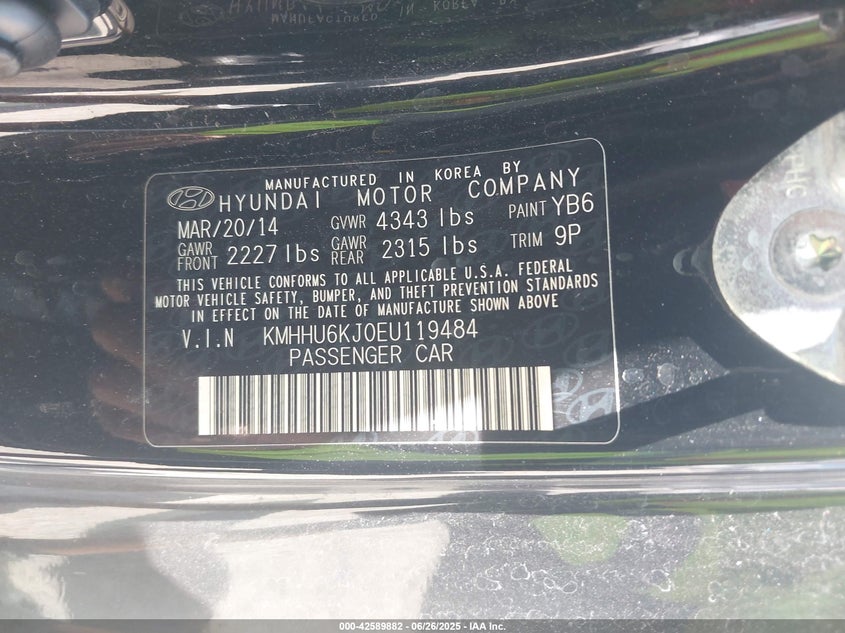 MANUFACTURED IN KOREA BY
HYUNDAI MOTOR COMPANY
MAR/20/14 GVWR 4343 lbs PAINT YB6
GAWR FRONT 2227 lbs GAWR REAR 2315 lbs TRIM 9P
THIS VEHICLE CONFORMS TO ALL APPLICABLE U.S.A. FEDERAL
MOTOR VEHICLE SAFETY, BUMPER, AND THEFT PREVENTION STANDARDS
IN EFFECT ON THE DATE OF MANUFACTURE SHOWN ABOVE
V.I.N KMHHU6KJ0EU119484
PASSENGER CAR
000-42589882 - 06/26/2025 - IAA Inc.